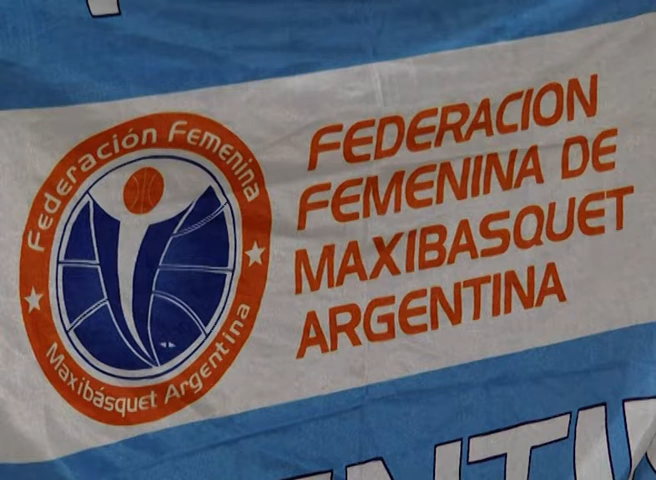 Federación Femenina
Maxibásquet Argentina
FEDERACION
FEMENINA DE
MAXIBASQUET
ARGENTINA